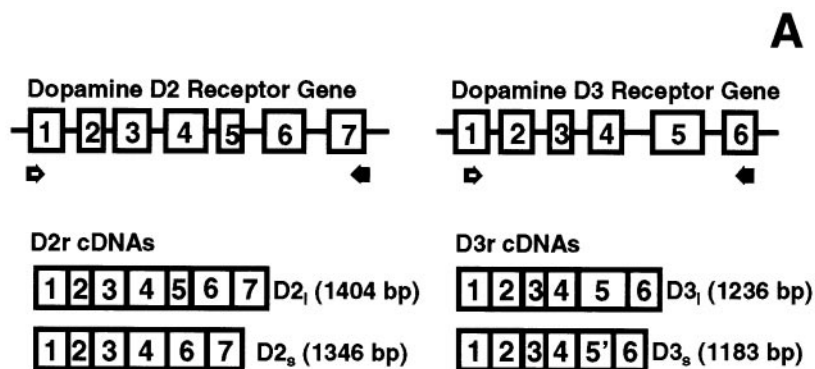 A
Dopamine D2 Receptor Gene
1 2 3 4 5 6 7
Dopamine D3 Receptor Gene
1 2 3 4 5 6
D2r cDNAs
1 2 3 4 5 6 7 D2l (1404 bp)
1 2 3 4 6 7 D2s (1346 bp)
D3r cDNAs
1 2 3 4 5 6 D3l (1236 bp)
1 2 3 4 5' 6 D3s (1183 bp)